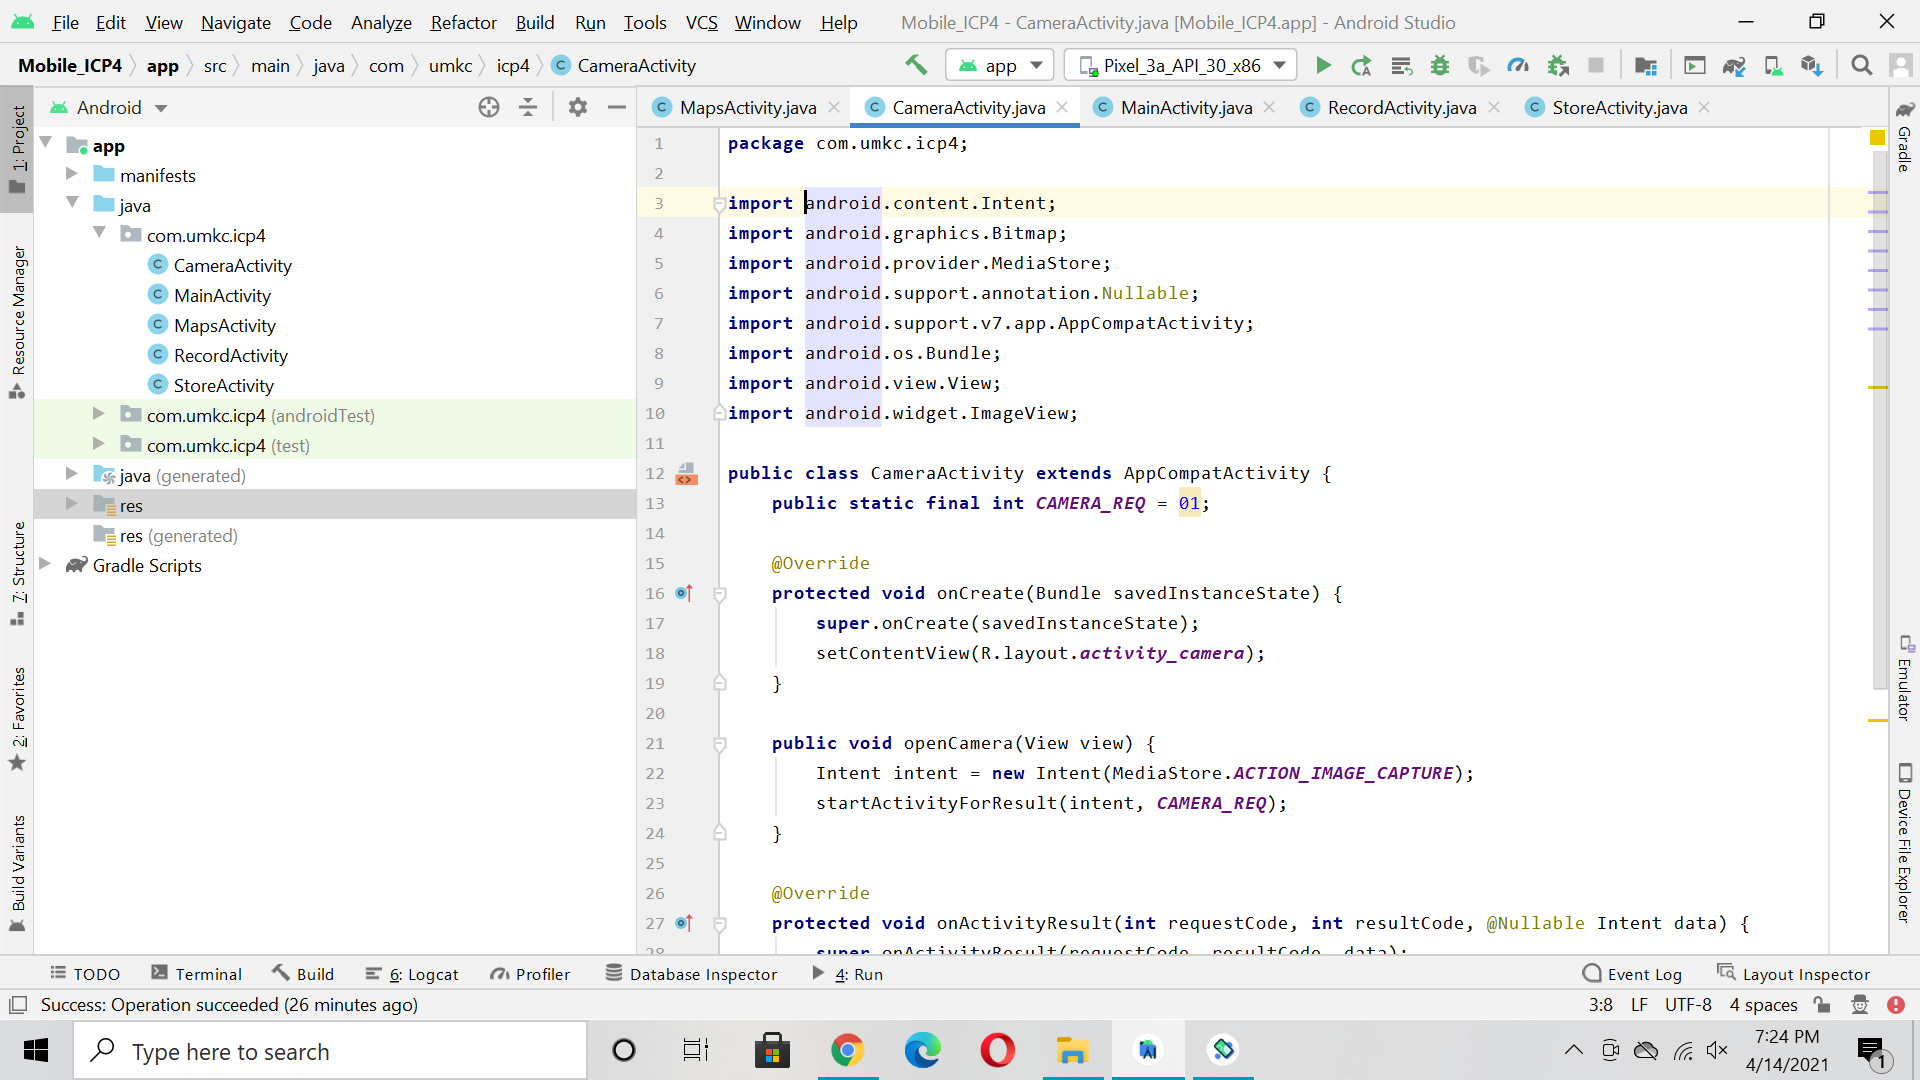 File Edit View Navigate Code Analyze Refactor Build Run Tools VCS Window Help Mobile_ICP4 - CameraActivity.java [Mobile_ICP4.app] - Android Studio
Mobile_ICP4 app src main java com umkc icp4 CameraActivity app Pixel_3a_API_30_x86
Android
MapsActivity.java CameraActivity.java MainActivity.java RecordActivity.java StoreActivity.java
1: Project
Resource Manager
7: Structure
2: Favorites
Build Variants
app
manifests
java
com.umkc.icp4
CameraActivity
MainActivity
MapsActivity
RecordActivity
StoreActivity
com.umkc.icp4 (androidTest)
com.umkc.icp4 (test)
java (generated)
res
res (generated)
Gradle Scripts
1 package com.umkc.icp4;
2
3 import android.content.Intent;
4 import android.graphics.Bitmap;
5 import android.provider.MediaStore;
6 import android.support.annotation.Nullable;
7 import android.support.v7.app.AppCompatActivity;
8 import android.os.Bundle;
9 import android.view.View;
10 import android.widget.ImageView;
11
12 public class CameraActivity extends AppCompatActivity {
13 public static final int CAMERA_REQ = 01;
14
15 @Override
16 protected void onCreate(Bundle savedInstanceState) {
17 super.onCreate(savedInstanceState);
18 setContentView(R.layout.activity_camera);
19 }
20
21 public void openCamera(View view) {
22 Intent intent = new Intent(MediaStore.ACTION_IMAGE_CAPTURE);
23 startActivityForResult(intent, CAMERA_REQ);
24 }
25
26 @Override
27 protected void onActivityResult(int requestCode, int resultCode, @Nullable Intent data) {
28 super.onActivityResult(requestCode, resultCode, data);
Gradle
Emulator
Device File Explorer
TODO Terminal Build 6: Logcat Profiler Database Inspector 4: Run Event Log Layout Inspector
Success: Operation succeeded (26 minutes ago) 3:8 LF UTF-8 4 spaces
Type here to search
7:24 PM
4/14/2021
1